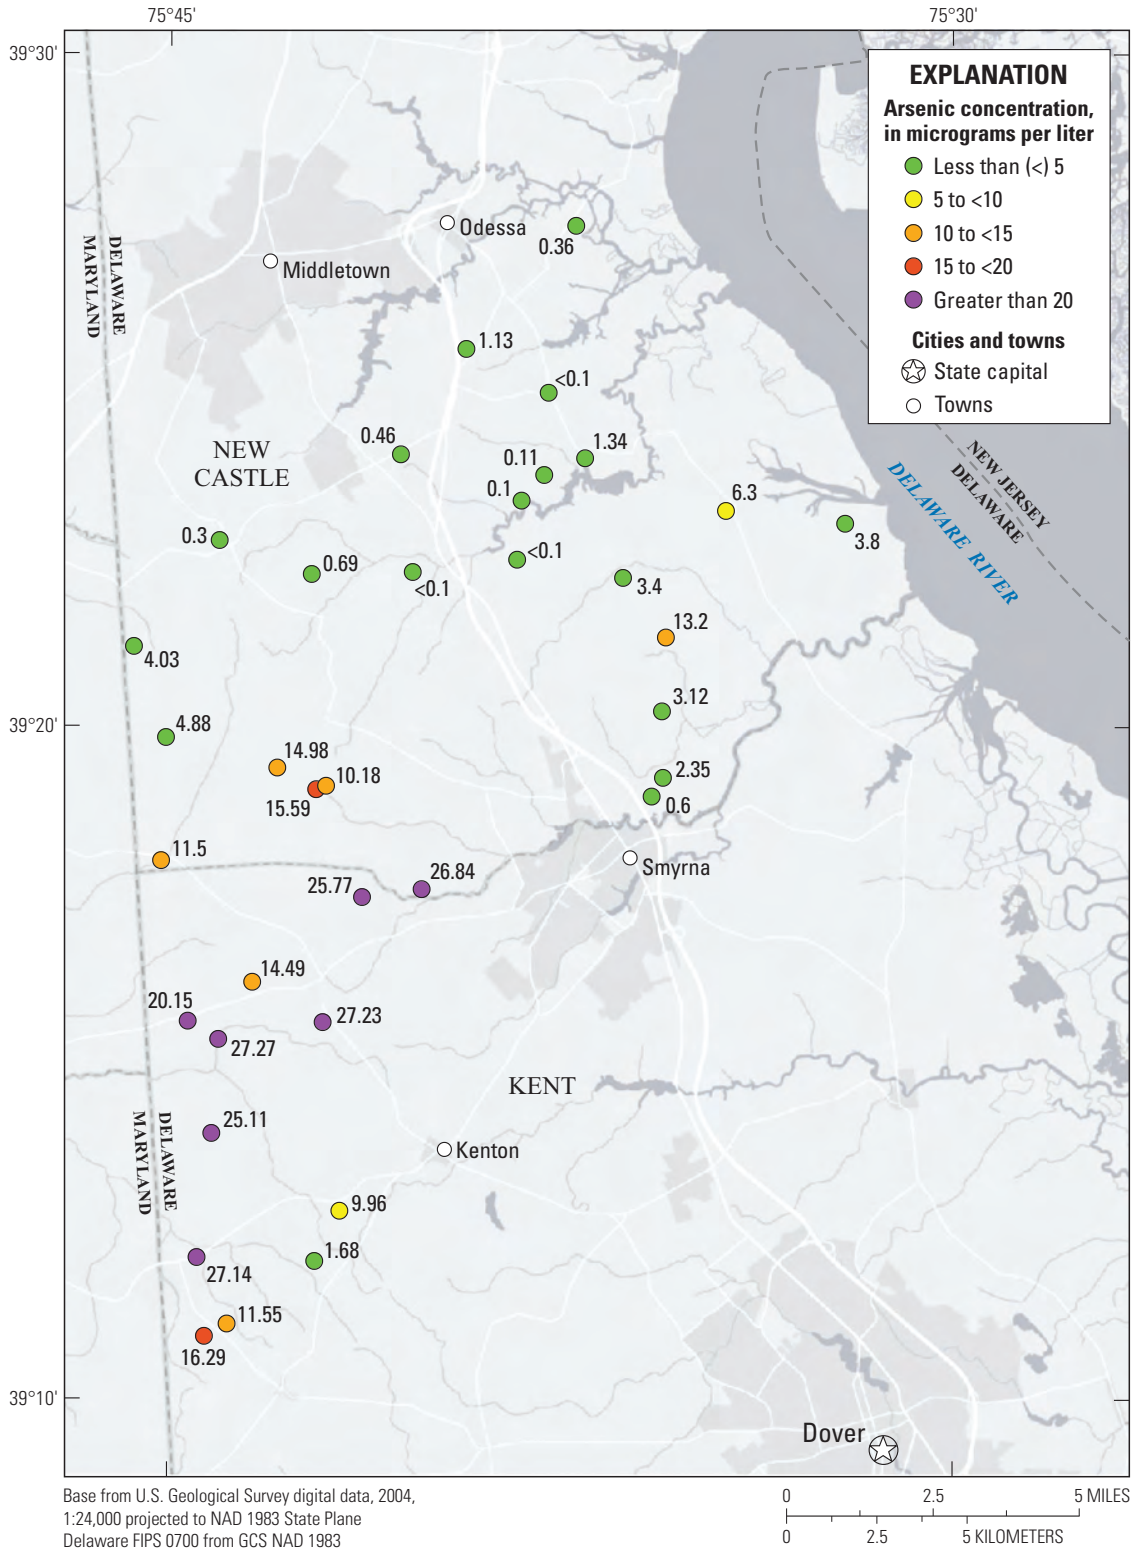 75°45'
75°30'
39°30'
EXPLANATION
Arsenic concentration,
in micrograms per liter
Less than (<) 5
5 to <10
10 to <15
15 to <20
Greater than 20
Cities and towns
State capital
Towns
Odessa
0.36
DELAWARE
MARYLAND
Middletown
1.13
<0.1
0.46
1.34
NEW
CASTLE
0.11
0.1
6.3
NEW JERSEY
DELAWARE
DELAWARE RIVER
3.8
0.3
0.69
<0.1
<0.1
3.4
13.2
4.03
3.12
39°20'
4.88
14.98
10.18
15.59
2.35
0.6
11.5
Smyrna
25.77
26.84
14.49
20.15
27.23
27.27
KENT
25.11
DELAWARE
MARYLAND
Kenton
9.96
1.68
27.14
11.55
16.29
39°10'
Dover
Base from U.S. Geological Survey digital data, 2004,
1:24,000 projected to NAD 1983 State Plane
Delaware FIPS 0700 from GCS NAD 1983
0 2.5 5 MILES
0 2.5 5 KILOMETERS